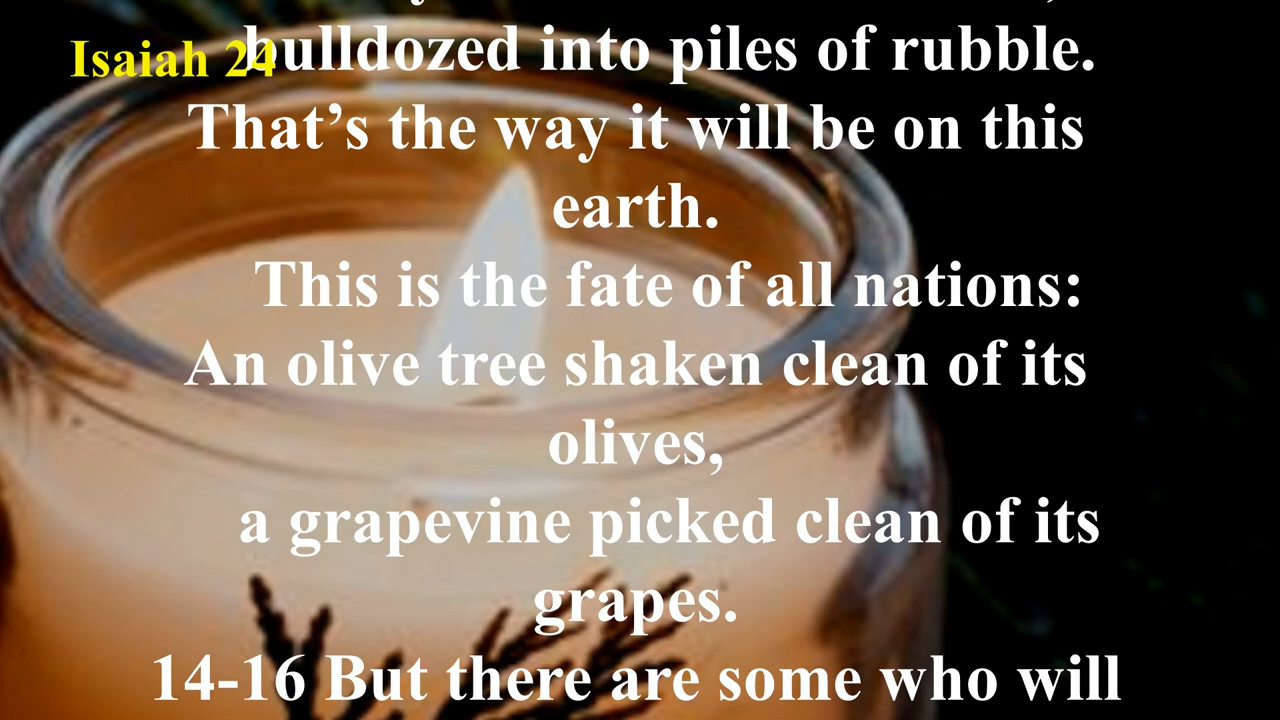 Isaiah 24
bulldozed into piles of rubble.
That’s the way it will be on this
earth.
This is the fate of all nations:
An olive tree shaken clean of its
olives,
a grapevine picked clean of its
grapes.
14-16 But there are some who will